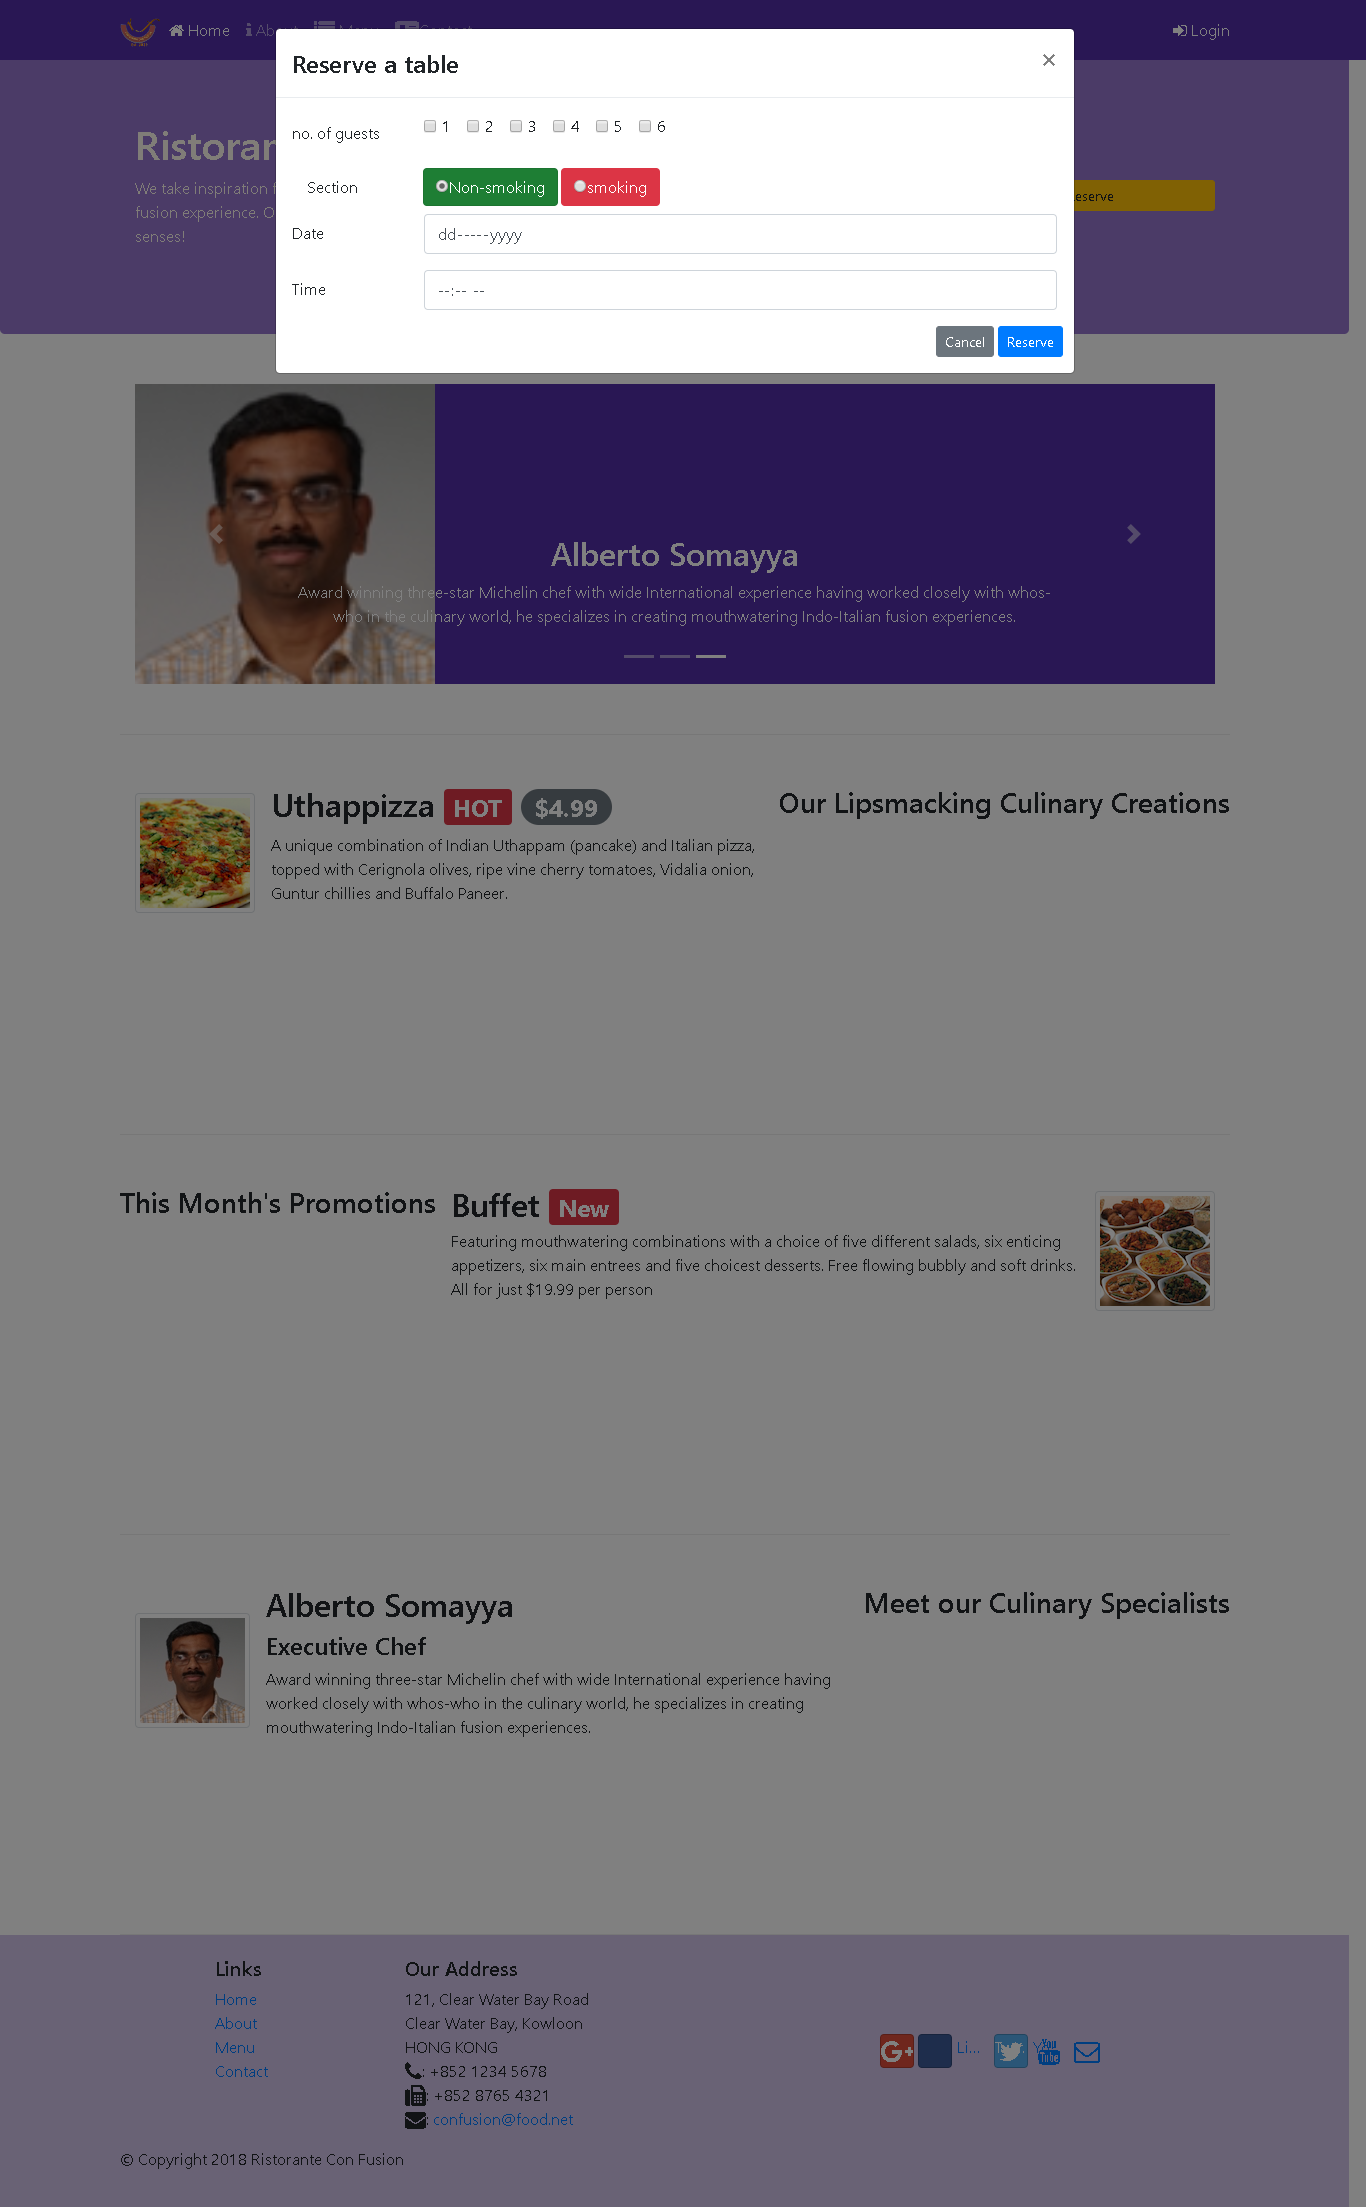 Home
Login
Reserve a table
×
no. of guests
1 2 3 4 5 6
Section
Non-smoking smoking
Date
dd-----yyyy
Time
--:-- --
Cancel Reserve
We take inspiration
fusion experience.
senses!
Alberto Somayya
Award winning three-star Michelin chef with wide International experience having worked closely with whos-
who in the culinary world, he specializes in creating mouthwatering Indo-Italian fusion experiences.
Uthappizza HOT $4.99
A unique combination of Indian Uthappam (pancake) and Italian pizza,
topped with Cerignola olives, ripe vine cherry tomatoes, Vidalia onion,
Guntur chillies and Buffalo Paneer.
Our Lipsmacking Culinary Creations
This Month's Promotions
Buffet New
Featuring mouthwatering combinations with a choice of five different salads, six enticing
appetizers, six main entrees and five choicest desserts. Free flowing bubbly and soft drinks.
All for just $19.99 per person
Alberto Somayya
Executive Chef
Award winning three-star Michelin chef with wide International experience having
worked closely with whos-who in the culinary world, he specializes in creating
mouthwatering Indo-Italian fusion experiences.
Meet our Culinary Specialists
Links
Home
About
Menu
Contact
Our Address
121, Clear Water Bay Road
Clear Water Bay, Kowloon
HONG KONG
: +852 1234 5678
: +852 8765 4321
: confusion@food.net
G+ Li... You Tube
© Copyright 2018 Ristorante Con Fusion